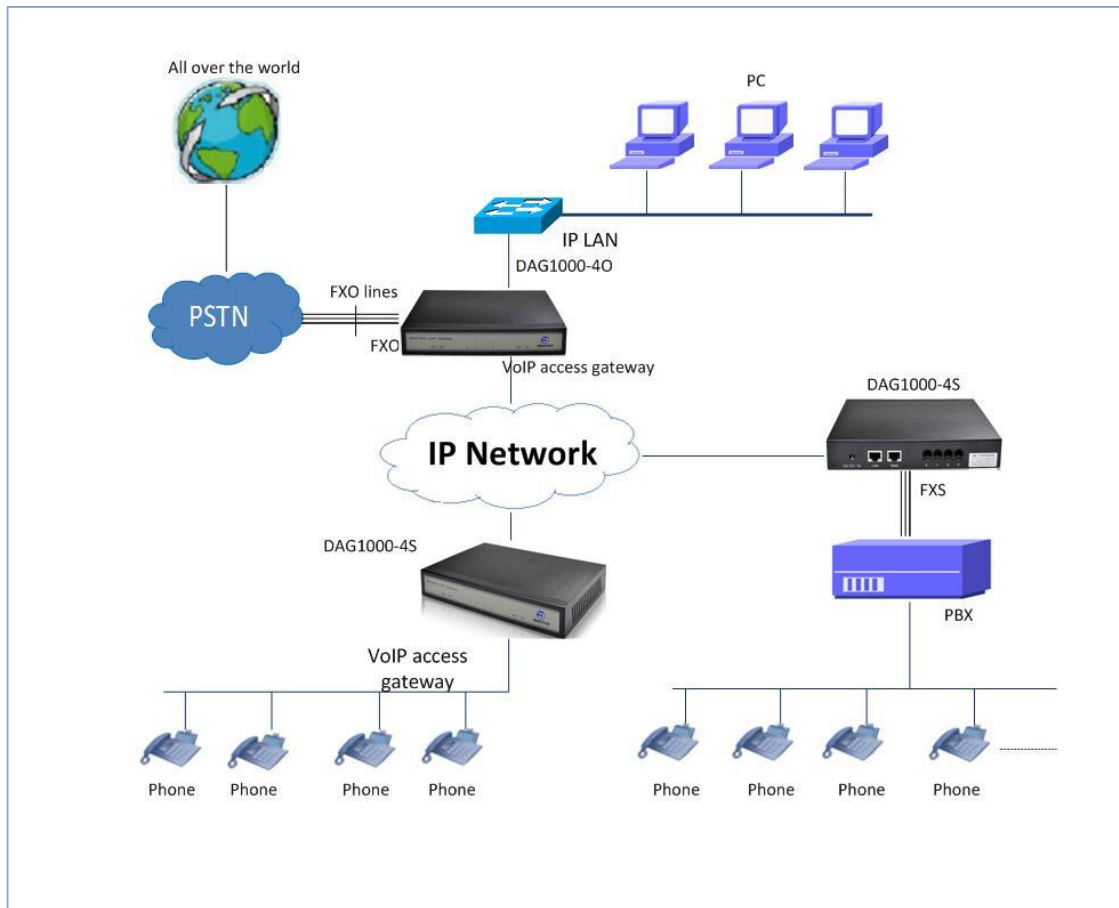 All over the world
PC
IP LAN
DAG1000-4O
PSTN
FXO lines
FXO
VoIP access gateway
DAG1000-4S
IP Network
FXS
DAG1000-4S
PBX
VoIP access
gateway
Phone
Phone
Phone
Phone
Phone
Phone
Phone
Phone